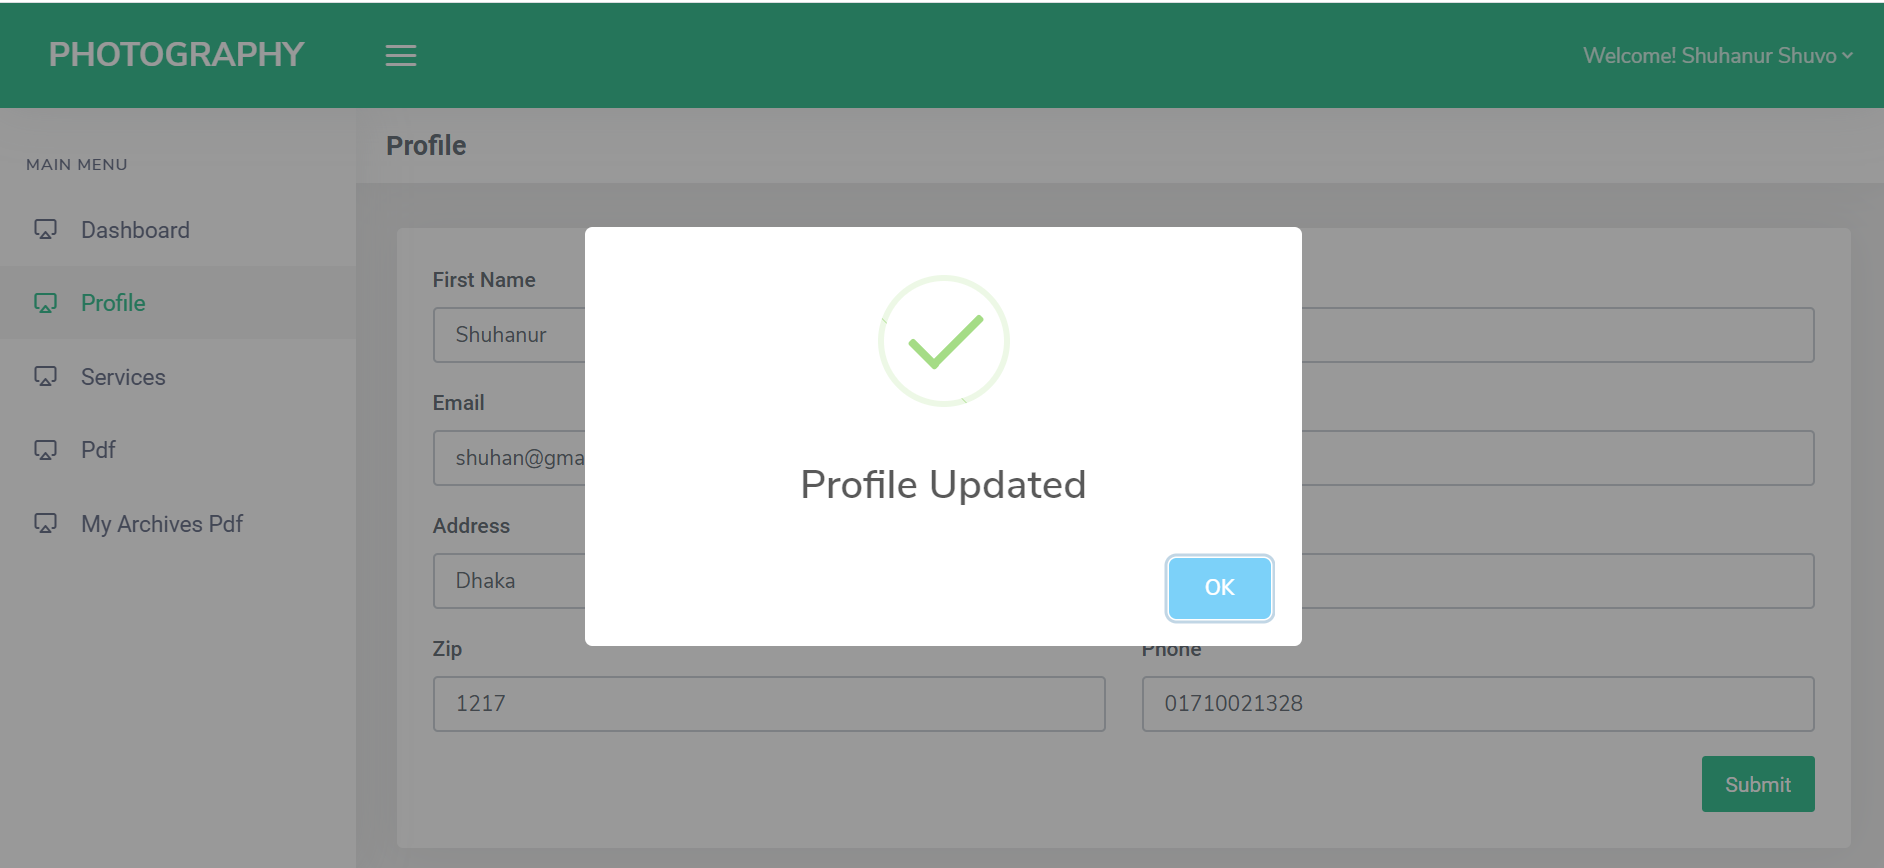 PHOTOGRAPHY
Welcome! Shuhanur Shuvo
MAIN MENU
Dashboard
Profile
Services
Pdf
My Archives Pdf
Profile
First Name
Shuhanur
Email
shuhan@gma
Address
Dhaka
Zip
1217
Phone
01710021328
Submit
Profile Updated
OK